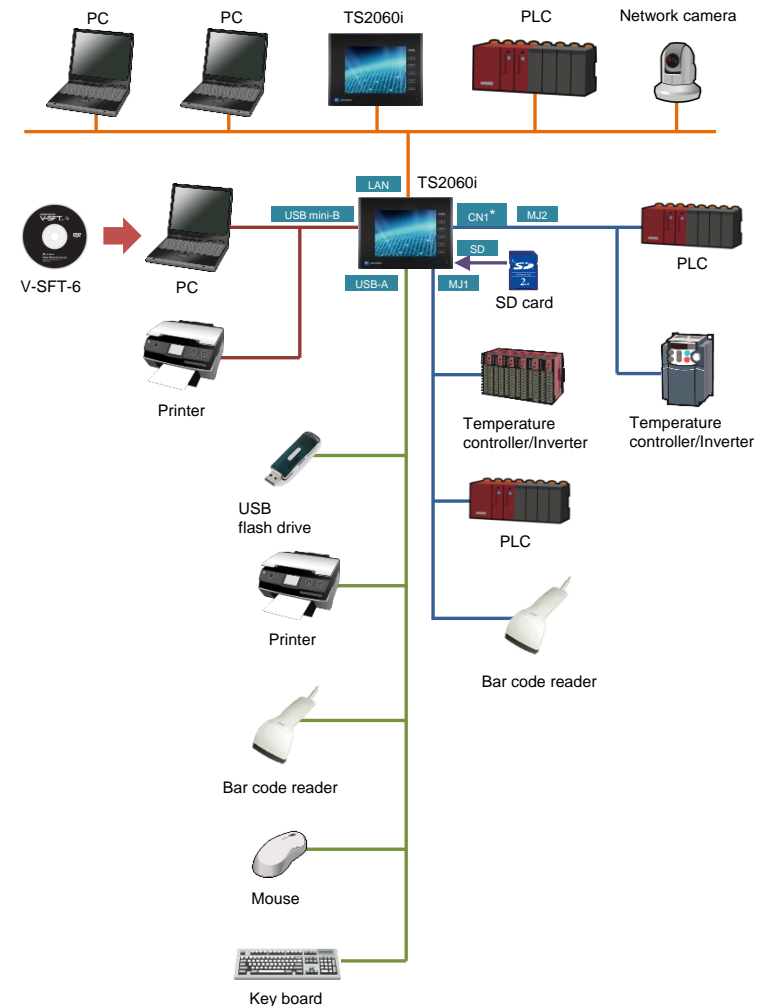 PC
PC
TS2060i
PLC
Network camera
LAN
TS2060i
USB mini-B
CN1*
MJ2
V-SFT-6
SD
V-SFT-6
PC
USB-A
MJ1
SD card
PLC
Printer
Temperature
controller/Inverter
Temperature
controller/Inverter
USB
flash drive
PLC
Printer
Bar code reader
Bar code reader
Mouse
Key board